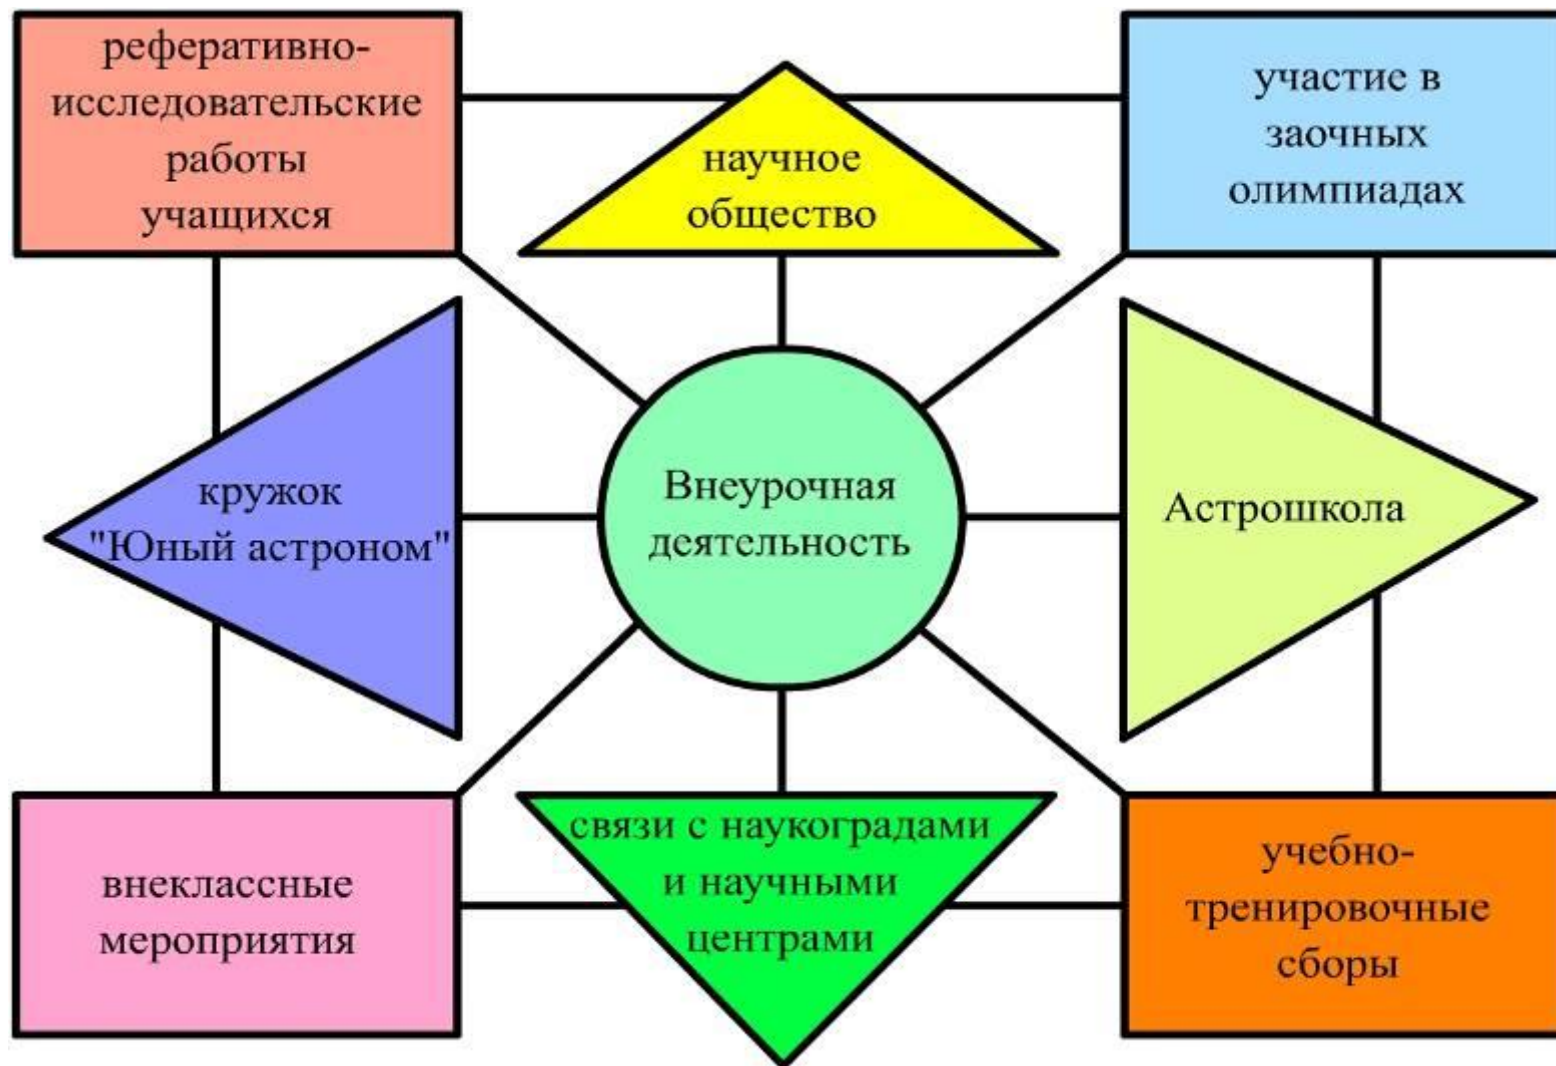 реферативно-
исследовательские
работы
учащихся
научное
общество
участие в
заочных
олимпиадах
кружок
"Юный астроном"
Внеурочная
деятельность
Астрошкола
внеклассные
мероприятия
связи с наукоградами
и научными
центрами
учебно-
тренировочные
сборы